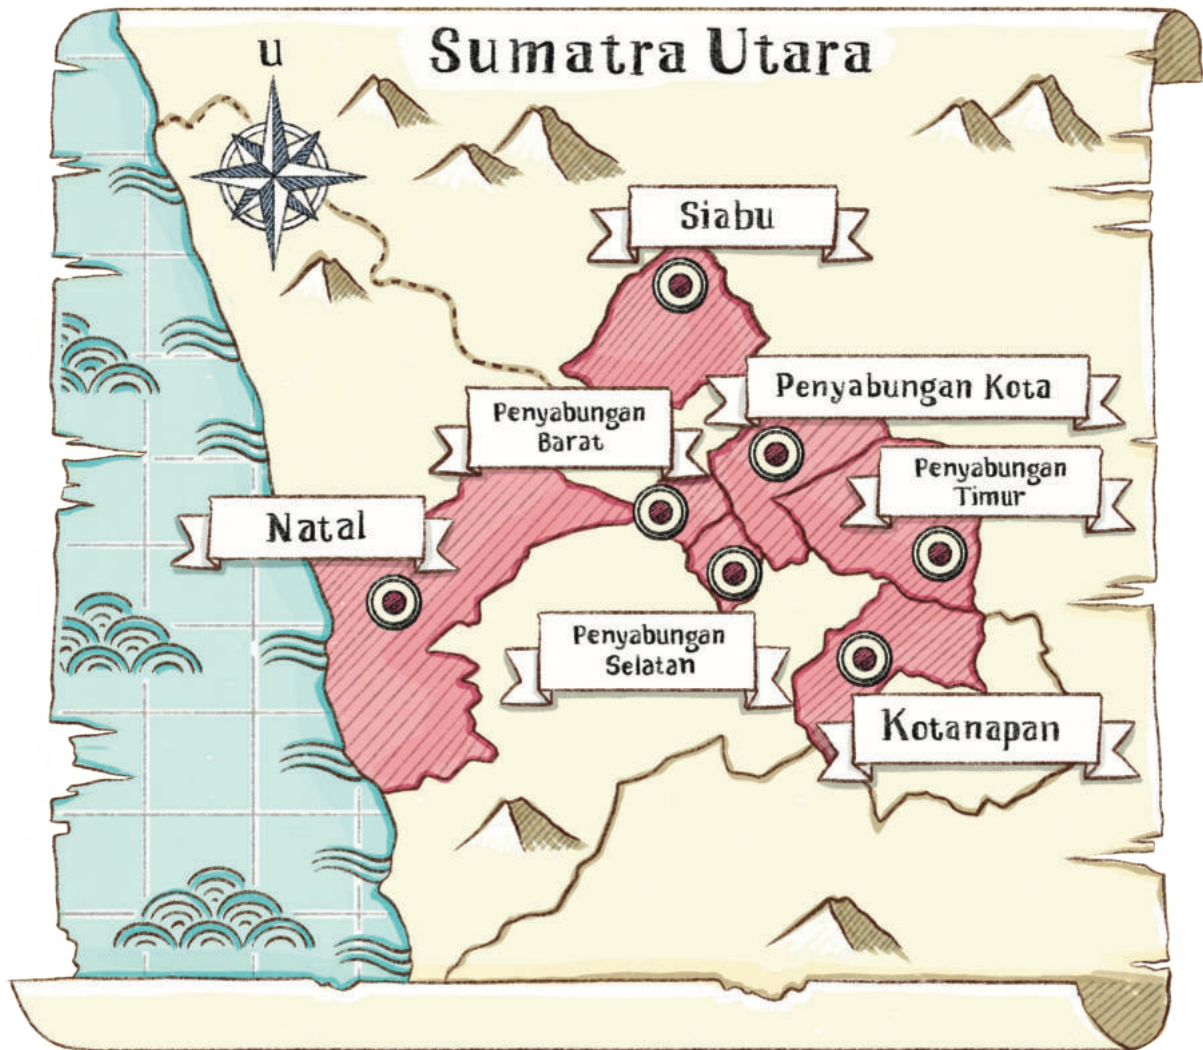 Sumatra Utara
U
Siabu
Penyabungan Kota
Penyabungan
Barat
Penyabungan
Timur
Natal
Penyabungan
Selatan
Kotanapan